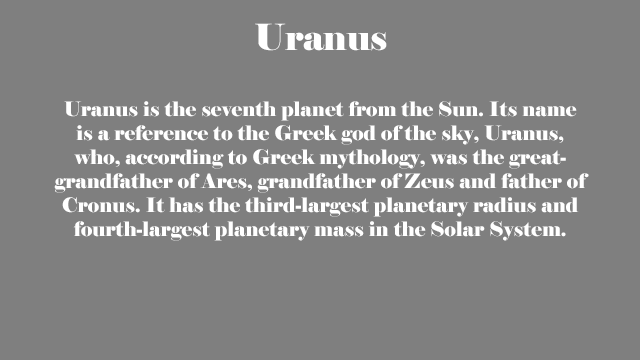 Uranus
Uranus is the seventh planet from the Sun. Its name
is a reference to the Greek god of the sky, Uranus,
who, according to Greek mythology, was the great-
grandfather of Ares, grandfather of Zeus and father of
Cronus. It has the third-largest planetary radius and
fourth-largest planetary mass in the Solar System.